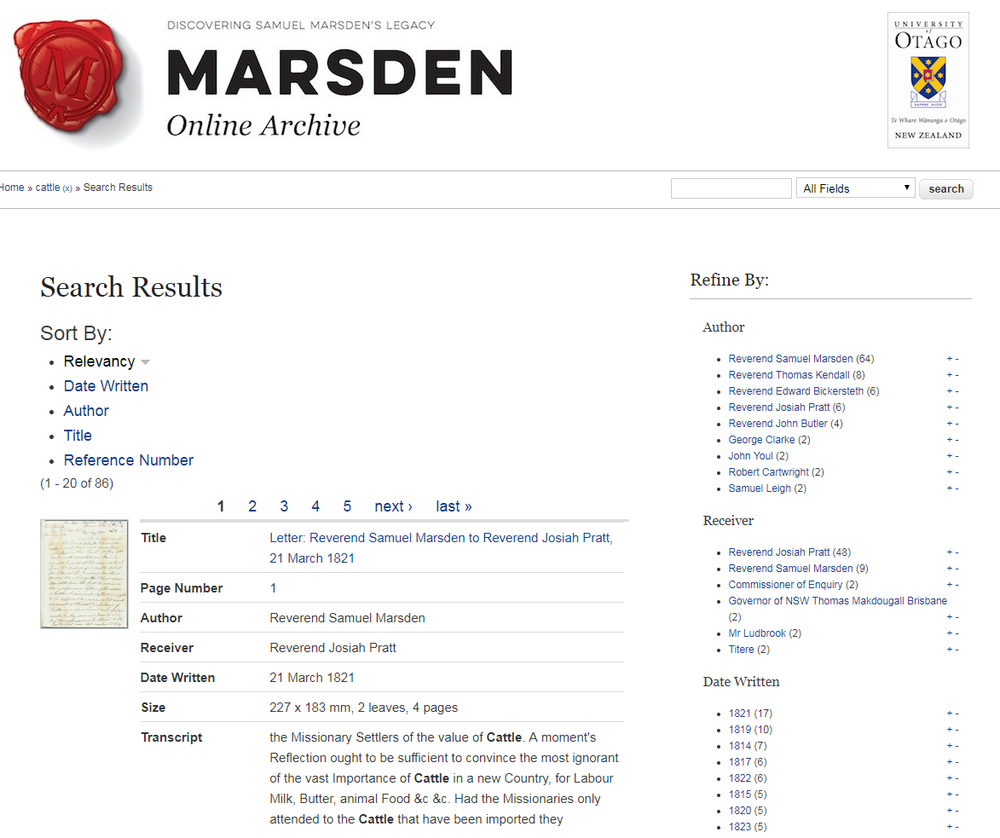 DISCOVERING SAMUEL MARSDEN'S LEGACY
MARSDEN
Online Archive
M
UNIVERSITY
of
OTAGO
SAPERE AUDE
Te Whare Wānanga o Otāgo
NEW ZEALAND
Home » cattle (x) » Search Results
All Fields
search
Search Results
Sort By:
Relevancy
Date Written
Author
Title
Reference Number
(1 - 20 of 86)
1 2 3 4 5 next › last »
Title Letter: Reverend Samuel Marsden to Reverend Josiah Pratt,
21 March 1821
Page Number 1
Author Reverend Samuel Marsden
Receiver Reverend Josiah Pratt
Date Written 21 March 1821
Size 227 x 183 mm, 2 leaves, 4 pages
Transcript the Missionary Settlers of the value of Cattle. A moment's
Reflection ought to be sufficient to convince the most ignorant
of the vast Importance of Cattle in a new Country, for Labour
Milk, Butter, animal Food &c &c. Had the Missionaries only
attended to the Cattle that have been imported they
Refine By:
Author
Reverend Samuel Marsden (64) + -
Reverend Thomas Kendall (8) + -
Reverend Edward Bickersteth (6) + -
Reverend Josiah Pratt (6) + -
Reverend John Butler (4) + -
George Clarke (2) + -
John Youl (2) + -
Robert Cartwright (2) + -
Samuel Leigh (2) + -
Receiver
Reverend Josiah Pratt (48) + -
Reverend Samuel Marsden (9) + -
Commissioner of Enquiry (2) + -
Governor of NSW Thomas Makdougall Brisbane
(2) + -
Mr Ludbrook (2) + -
Titere (2) + -
Date Written
1821 (17) + -
1819 (10) + -
1814 (7) + -
1817 (6) + -
1822 (6) + -
1815 (5) + -
1820 (5) + -
1823 (5) + -